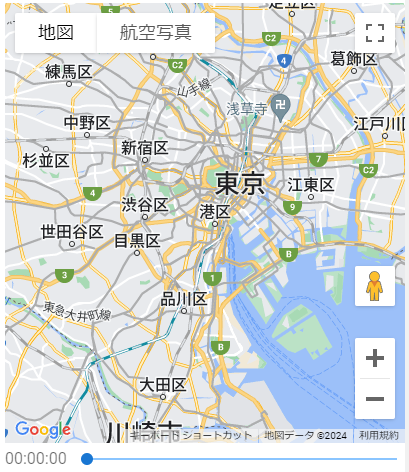 足立区
地図 航空写真
葛飾区
練馬区
山手線
4
浅草寺
C2
中野区
江戸川区
新宿区
杉並区
7
C2
東京
江東区
4
5
渋谷区
港区
9
世田谷区
目黒区
B
3
1
品川区
東急大井町線
B
大田区
川崎市
Google
キーボード ショートカット 地図データ ©2024 利用規約
00:00:00